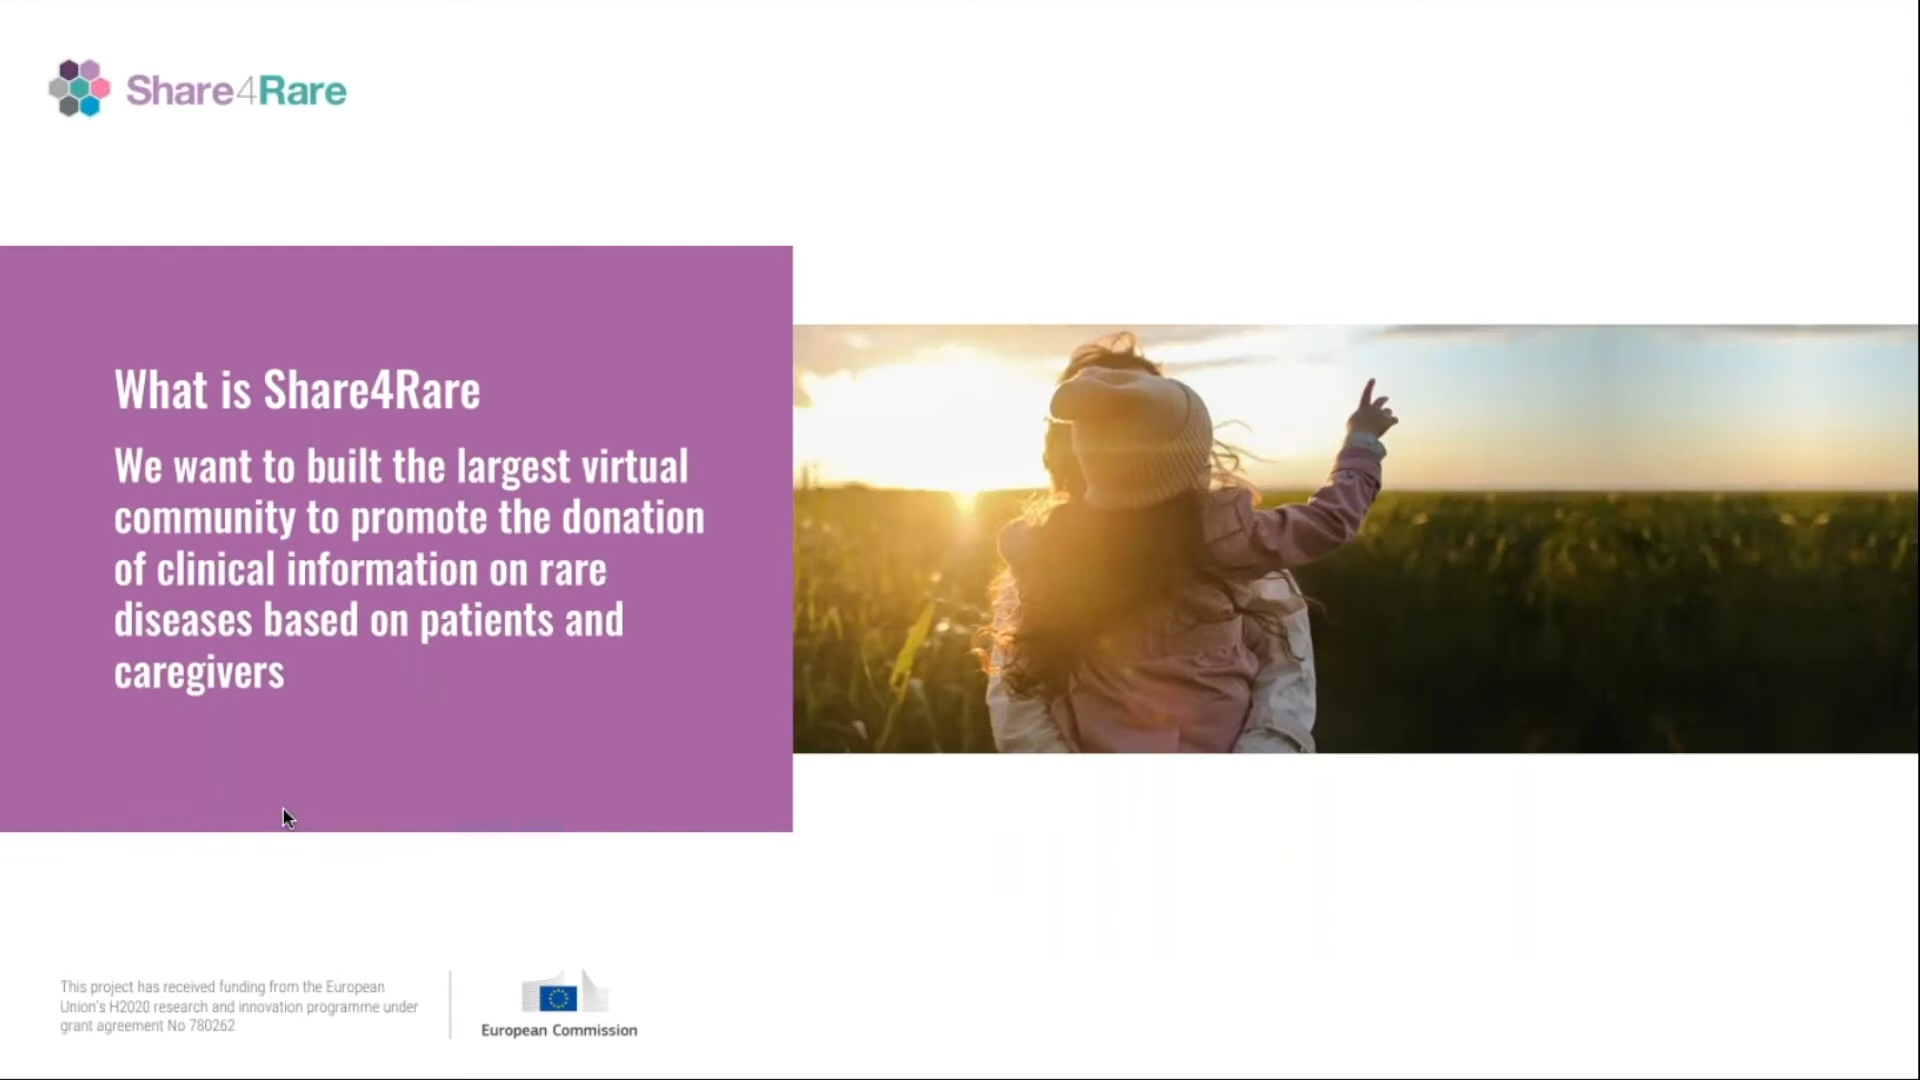 Share4Rare
What is Share4Rare
We want to built the largest virtual
community to promote the donation
of clinical information on rare
diseases based on patients and
caregivers
This project has received funding from the European
Union's H2020 research and innovation programme under
grant agreement No 780262
European Commission